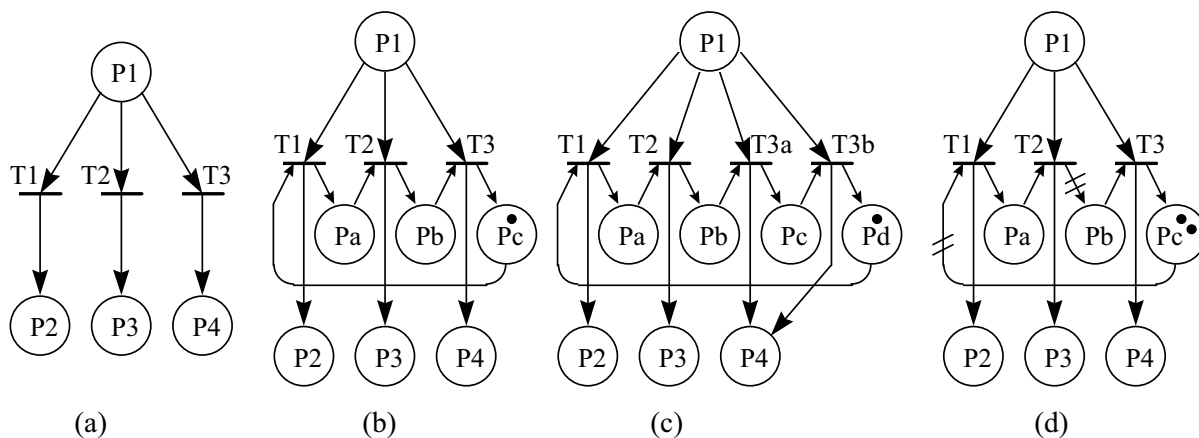 P1
T1 T2 T3
P2 P3 P4
(a)
P1
T1 T2 T3
Pa Pb Pc
P2 P3 P4
(b)
P1
T1 T2 T3a T3b
Pa Pb Pc Pd
P2 P3 P4
(c)
P1
T1 T2 T3
Pa Pb Pc
P2 P3 P4
(d)